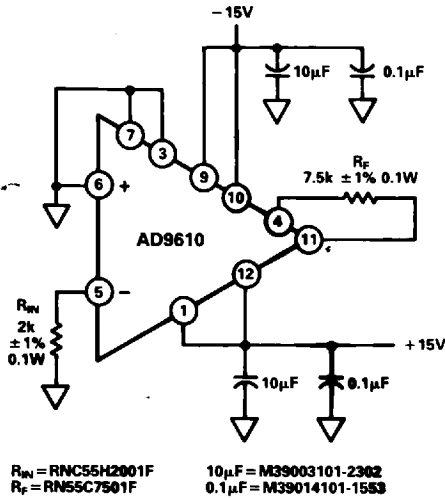 − 15V
10µF
0.1µF
7
3
9
10
R_F
7.5k ± 1% 0.1W
6
+
4
AD9610
11
12
5
−
1
R_IN
2k
± 1%
0.1W
+ 15V
10µF
0.1µF
R_IN = RNC55H2001F
10µF = M39003101-2302
R_F = RN55C7501F
0.1µF = M39014101-1553